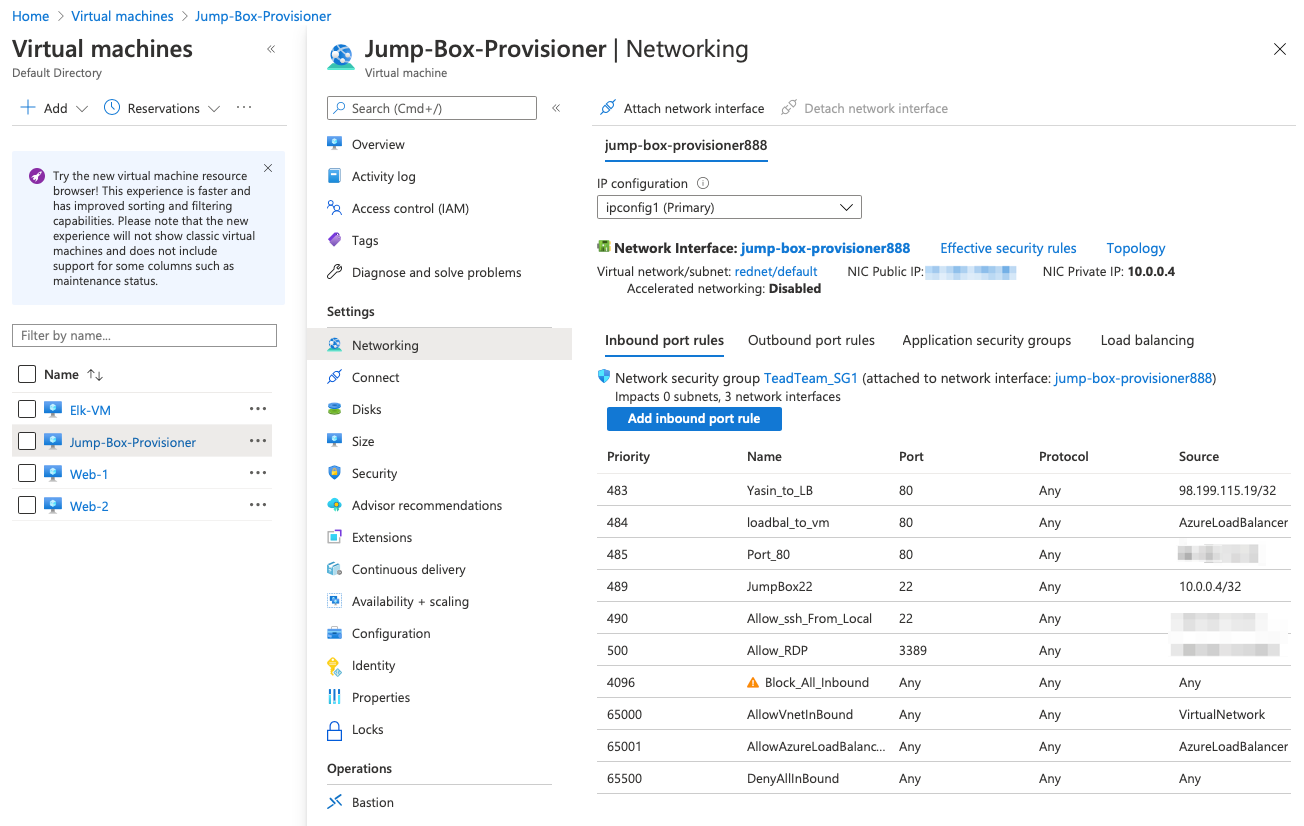 Home > Virtual machines > Jump-Box-Provisioner
Virtual machines
Default Directory
Add
Reservations
Try the new virtual machine resource
browser! This experience is faster and
has improved sorting and filtering
capabilities. Please note that the new
experience will not show classic virtual
machines and does not include
support for some columns such as
maintenance status.
Filter by name...
Name
Elk-VM
Jump-Box-Provisioner
Web-1
Web-2
Jump-Box-Provisioner | Networking
Virtual machine
Search (Cmd+/)
Overview
Activity log
Access control (IAM)
Tags
Diagnose and solve problems
Settings
Networking
Connect
Disks
Size
Security
Advisor recommendations
Extensions
Continuous delivery
Availability + scaling
Configuration
Identity
Properties
Locks
Operations
Bastion
Attach network interface Detach network interface
jump-box-provisioner888
IP configuration
ipconfig1 (Primary)
Network Interface: jump-box-provisioner888 Effective security rules Topology
Virtual network/subnet: rednet/default NIC Public IP: NIC Private IP: 10.0.0.4
Accelerated networking: Disabled
Inbound port rules Outbound port rules Application security groups Load balancing
Network security group TeadTeam_SG1 (attached to network interface: jump-box-provisioner888)
Impacts 0 subnets, 3 network interfaces
Add inbound port rule
Priority Name Port Protocol Source
483 Yasin_to_LB 80 Any 98.199.115.19/32
484 loadbal_to_vm 80 Any AzureLoadBalancer
485 Port_80 80 Any
489 JumpBox22 22 Any 10.0.0.4/32
490 Allow_ssh_From_Local 22 Any
500 Allow_RDP 3389 Any
4096 Block_All_Inbound Any Any Any
65000 AllowVnetInBound Any Any VirtualNetwork
65001 AllowAzureLoadBalanc... Any Any AzureLoadBalancer
65500 DenyAllInBound Any Any Any